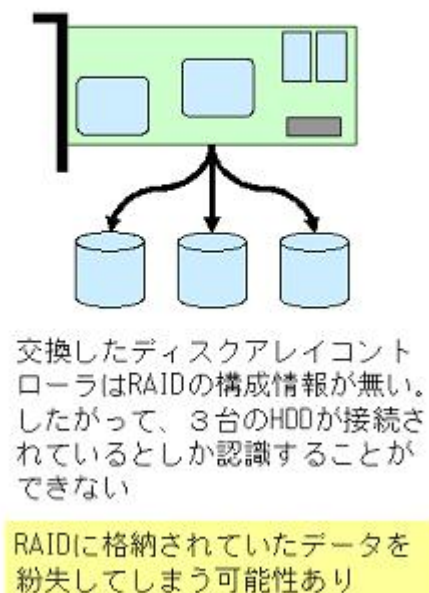 交換したディスクアレイコント
ローラはRAIDの構成情報が無い。
したがって、３台のHDDが接続さ
れているとしか認識することが
できない
RAIDに格納されていたデータを
紛失してしまう可能性あり